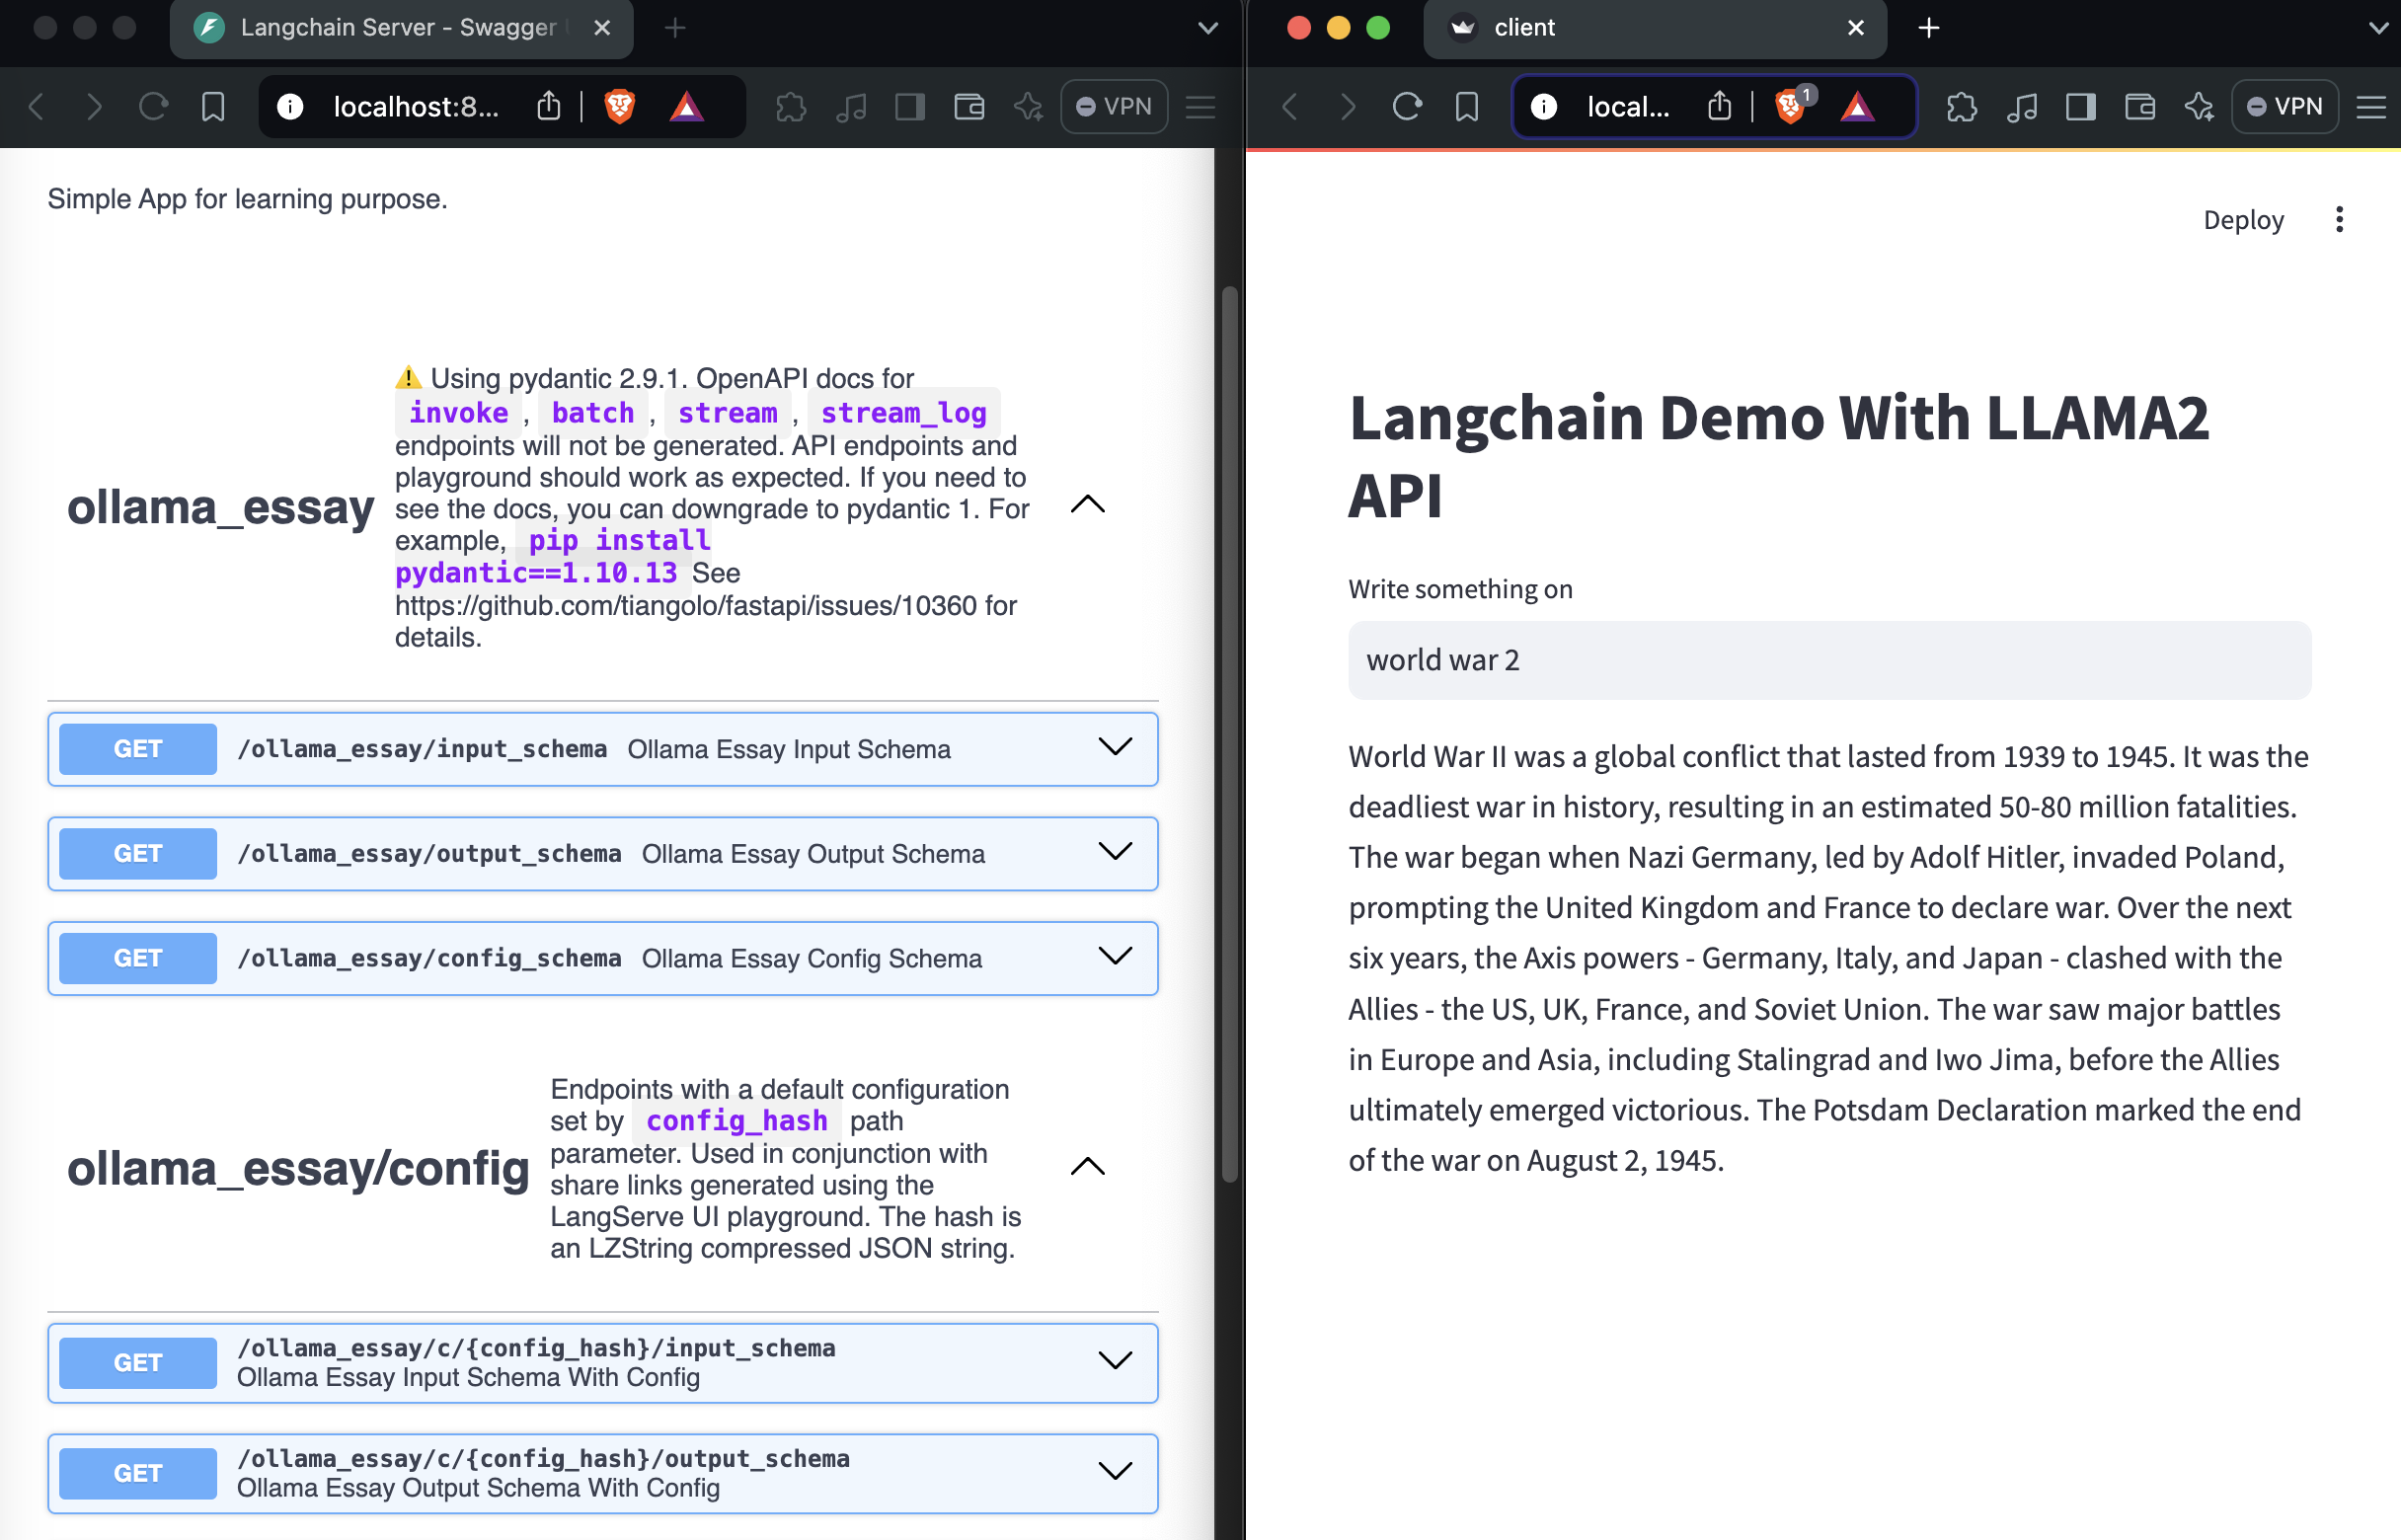 Langchain Server - Swagger
localhost:8...
VPN
Simple App for learning purpose.
ollama_essay
⚠️ Using pydantic 2.9.1. OpenAPI docs for
invoke , batch , stream , stream_log
endpoints will not be generated. API endpoints and
playground should work as expected. If you need to
see the docs, you can downgrade to pydantic 1. For
example, pip install
pydantic==1.10.13 See
https://github.com/tiangolo/fastapi/issues/10360 for
details.
GET /ollama_essay/input_schema Ollama Essay Input Schema
GET /ollama_essay/output_schema Ollama Essay Output Schema
GET /ollama_essay/config_schema Ollama Essay Config Schema
ollama_essay/config
Endpoints with a default configuration
set by config_hash path
parameter. Used in conjunction with
share links generated using the
LangServe UI playground. The hash is
an LZString compressed JSON string.
GET /ollama_essay/c/{config_hash}/input_schema
Ollama Essay Input Schema With Config
GET /ollama_essay/c/{config_hash}/output_schema
Ollama Essay Output Schema With Config
client
local...
1
VPN
Deploy
Langchain Demo With LLAMA2
API
Write something on
world war 2
World War II was a global conflict that lasted from 1939 to 1945. It was the
deadliest war in history, resulting in an estimated 50-80 million fatalities.
The war began when Nazi Germany, led by Adolf Hitler, invaded Poland,
prompting the United Kingdom and France to declare war. Over the next
six years, the Axis powers - Germany, Italy, and Japan - clashed with the
Allies - the US, UK, France, and Soviet Union. The war saw major battles
in Europe and Asia, including Stalingrad and Iwo Jima, before the Allies
ultimately emerged victorious. The Potsdam Declaration marked the end
of the war on August 2, 1945.